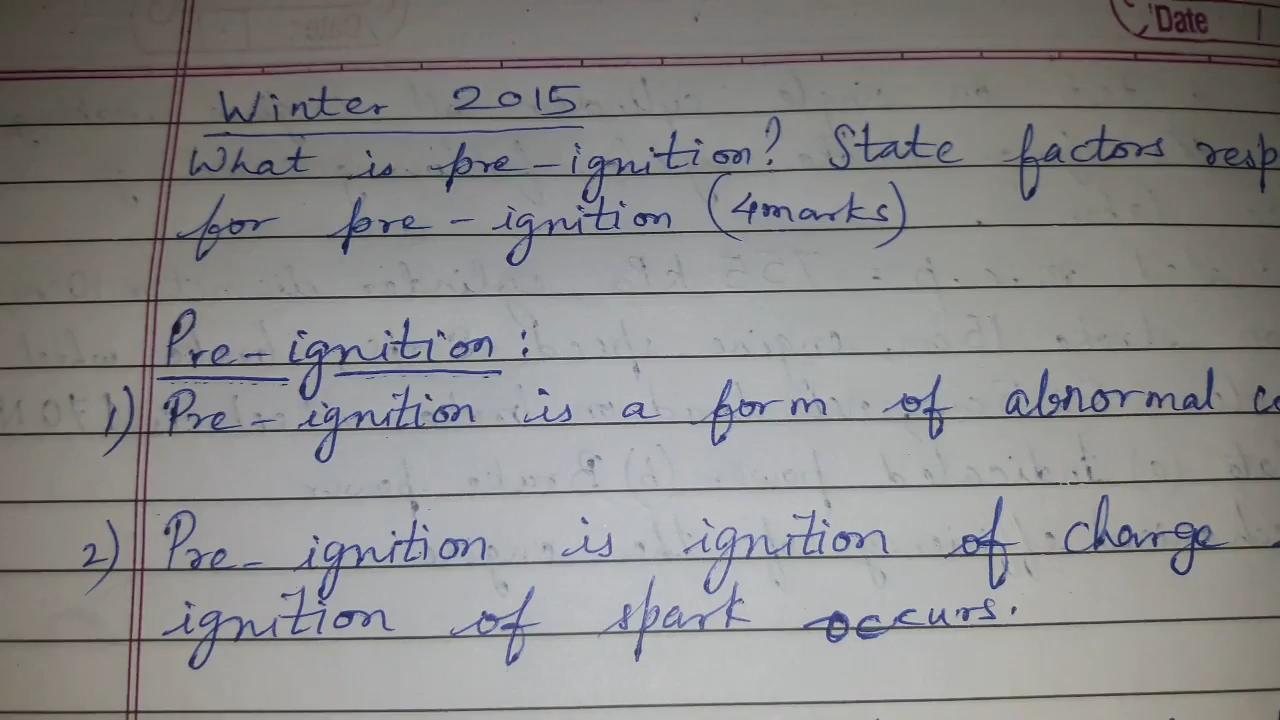 Date
Winter 2015
What is pre-ignition? State factors resp
for pre-ignition (4marks)
Pre-ignition:
1) Pre-ignition is a form of abnormal co
2) Pre-ignition is ignition of charge
ignition of spark occurs.